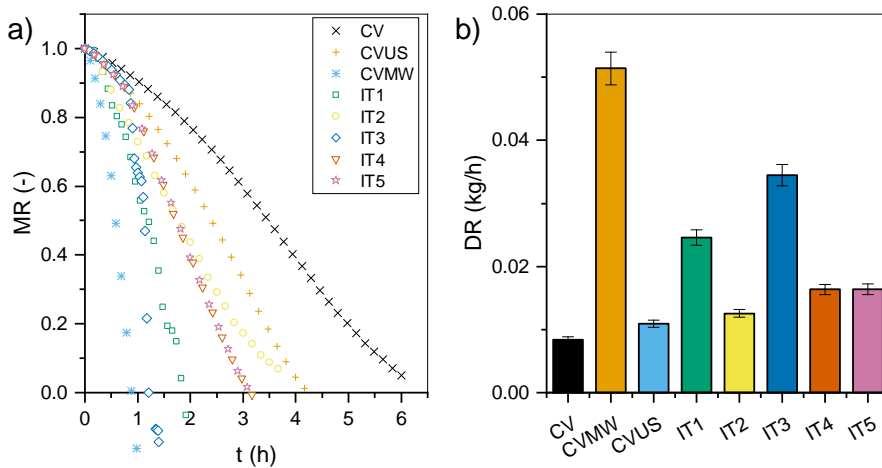 a)
MR (-)
1.0
0.8
0.6
0.4
0.2
0.0
0 1 2 3 4 5 6
t (h)
CV
CVUS
CVMW
IT1
IT2
IT3
IT4
IT5
b)
DR (kg/h)
0.06
0.04
0.02
0.00
CV CVMW CVUS IT1 IT2 IT3 IT4 IT5